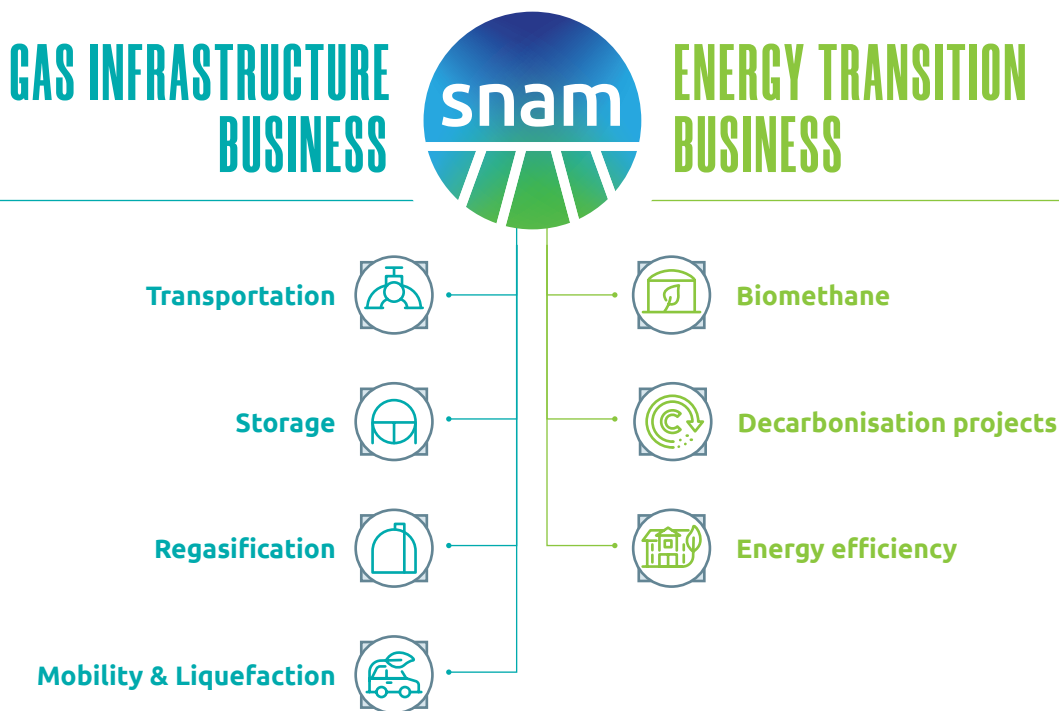 GAS INFRASTRUCTURE
BUSINESS
snam
ENERGY TRANSITION
BUSINESS
Transportation
Storage
Regasification
Mobility & Liquefaction
Biomethane
Decarbonisation projects
Energy efficiency